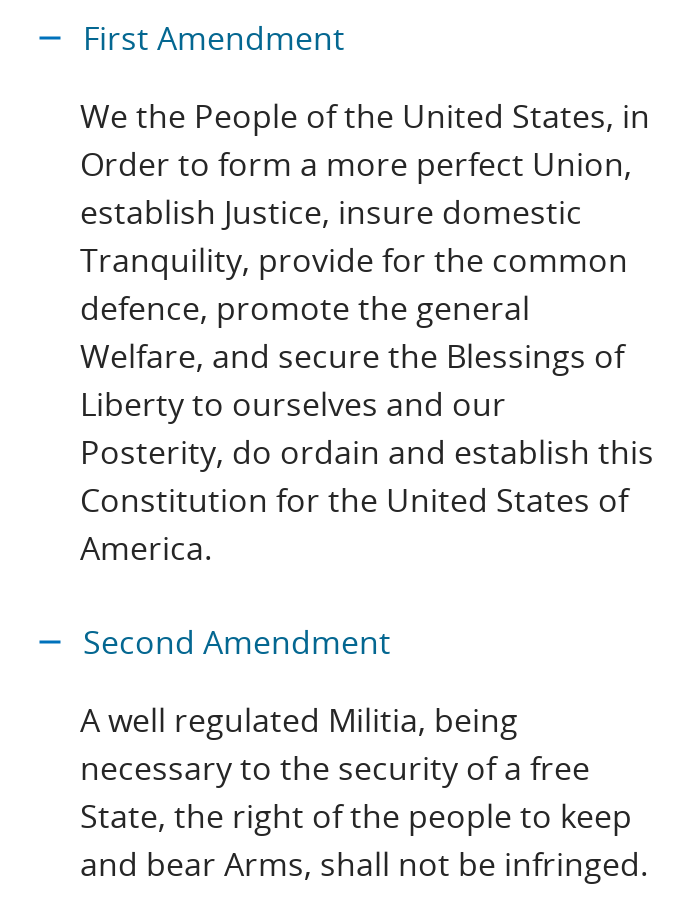 First Amendment
We the People of the United States, in
Order to form a more perfect Union,
establish Justice, insure domestic
Tranquility, provide for the common
defence, promote the general
Welfare, and secure the Blessings of
Liberty to ourselves and our
Posterity, do ordain and establish this
Constitution for the United States of
America.
Second Amendment
A well regulated Militia, being
necessary to the security of a free
State, the right of the people to keep
and bear Arms, shall not be infringed.